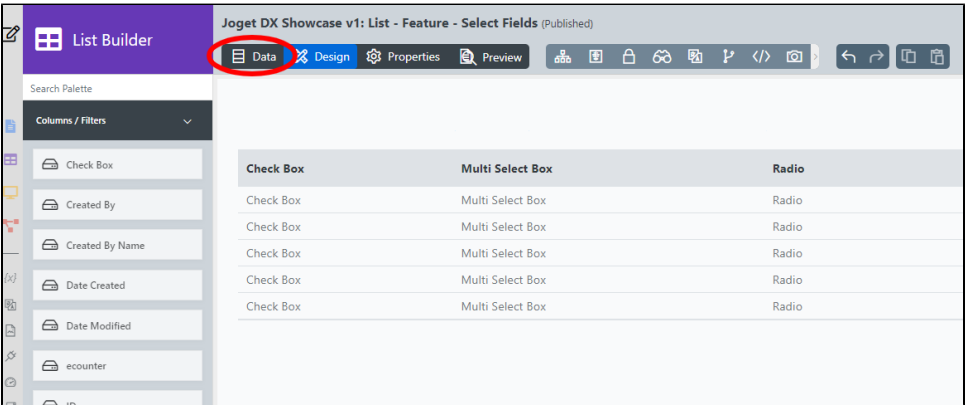 Joget DX Showcase v1: List - Feature - Select Fields (Published)
List Builder
Data Design Properties Preview
Search Palette
Columns / Filters
Check Box
Created By
Created By Name
Date Created
Date Modified
ecounter
Check Box Multi Select Box Radio
Check Box Multi Select Box Radio
Check Box Multi Select Box Radio
Check Box Multi Select Box Radio
Check Box Multi Select Box Radio
Check Box Multi Select Box Radio